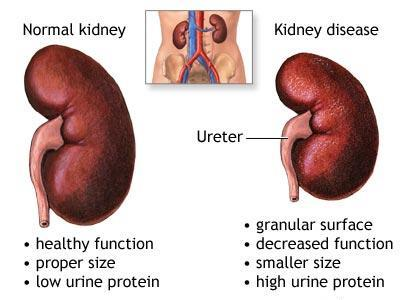 Normal kidney
Kidney disease
Ureter
• healthy function
• proper size
• low urine protein
• granular surface
• decreased function
• smaller size
• high urine protein